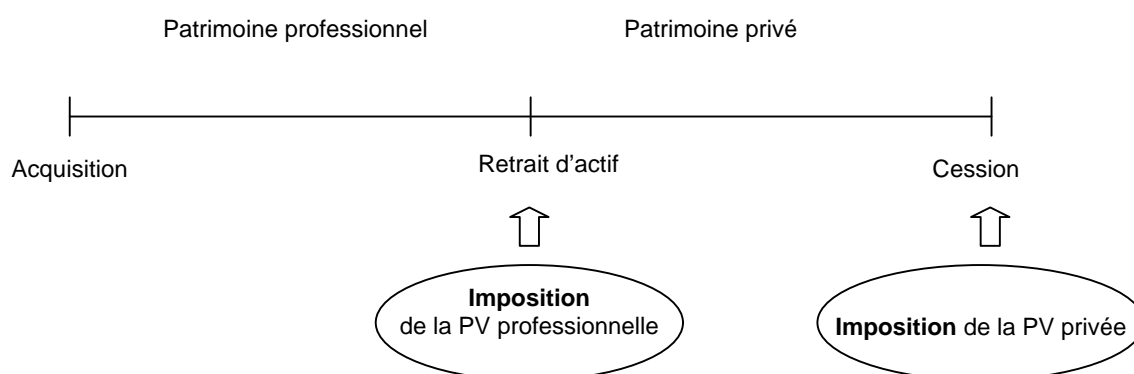 Patrimoine professionnel
Patrimoine privé
Acquisition
Retrait d'actif
Cession
Imposition
de la PV professionnelle
Imposition de la PV privée